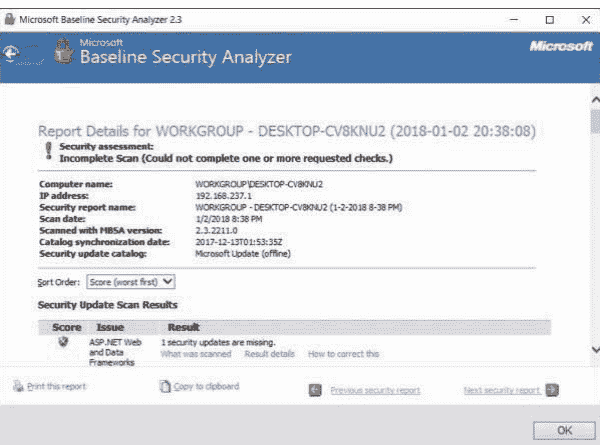 Microsoft Baseline Security Analyzer 2.3
Microsoft
Baseline Security Analyzer
Microsoft
Report Details for WORKGROUP - DESKTOP-CV8KNU2 (2018-01-02 20:38:08)
Security assessment:
Incomplete Scan (Could not complete one or more requested checks.)
Computer name: WORKGROUP\DESKTOP-CV8KNU2
IP address: 192.168.237.1
Security report name: WORKGROUP - DESKTOP-CV8KNU2 (1-2-2018 8-38 PM)
Scan date: 1/2/2018 8:38 PM
Scanned with MBSA version: 2.3.2211.0
Catalog synchronization date: 2017-12-13T01:53:35Z
Security update catalog: Microsoft Update (offline)
Sort Order: Score (worst first)
Security Update Scan Results
Score Issue Result
ASP.NET Web 1 security updates are missing.
and Data What was scanned Result details How to correct this
Frameworks
Print this report Copy to clipboard Previous security report Next security report
OK